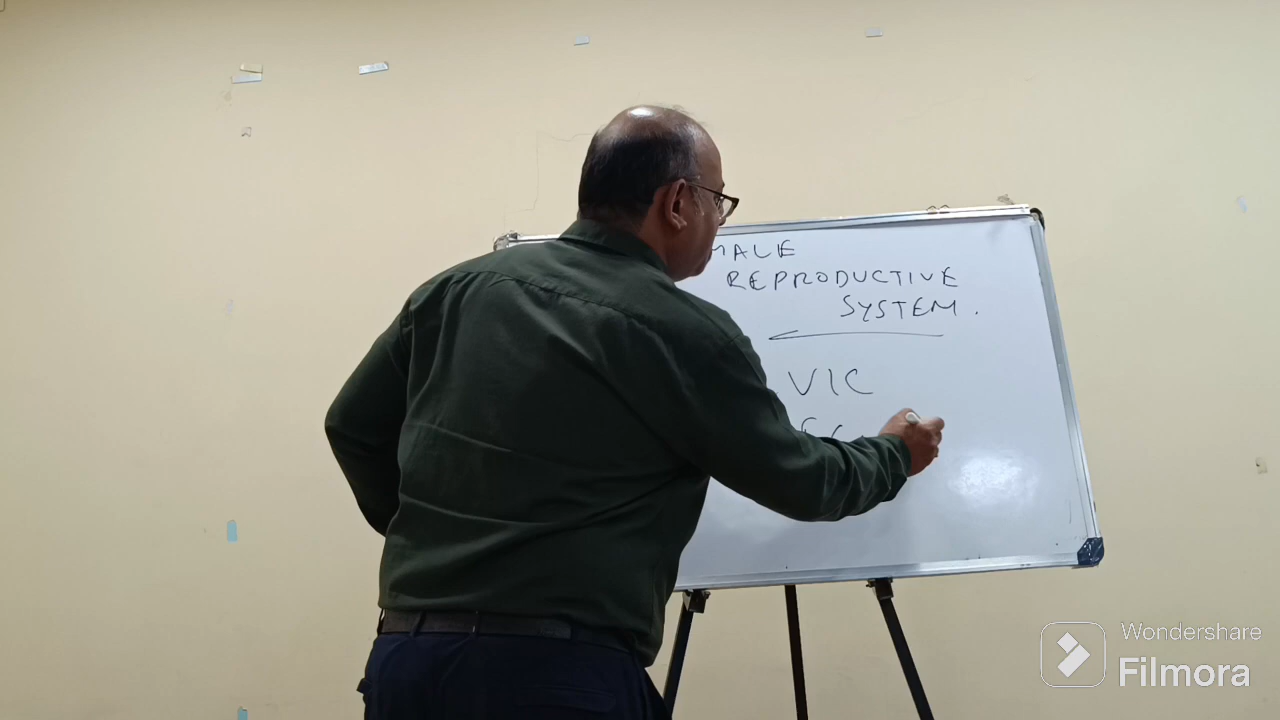 MALE
REPRODUCTIVE
SYSTEM.
VIC
Wondershare
Filmora